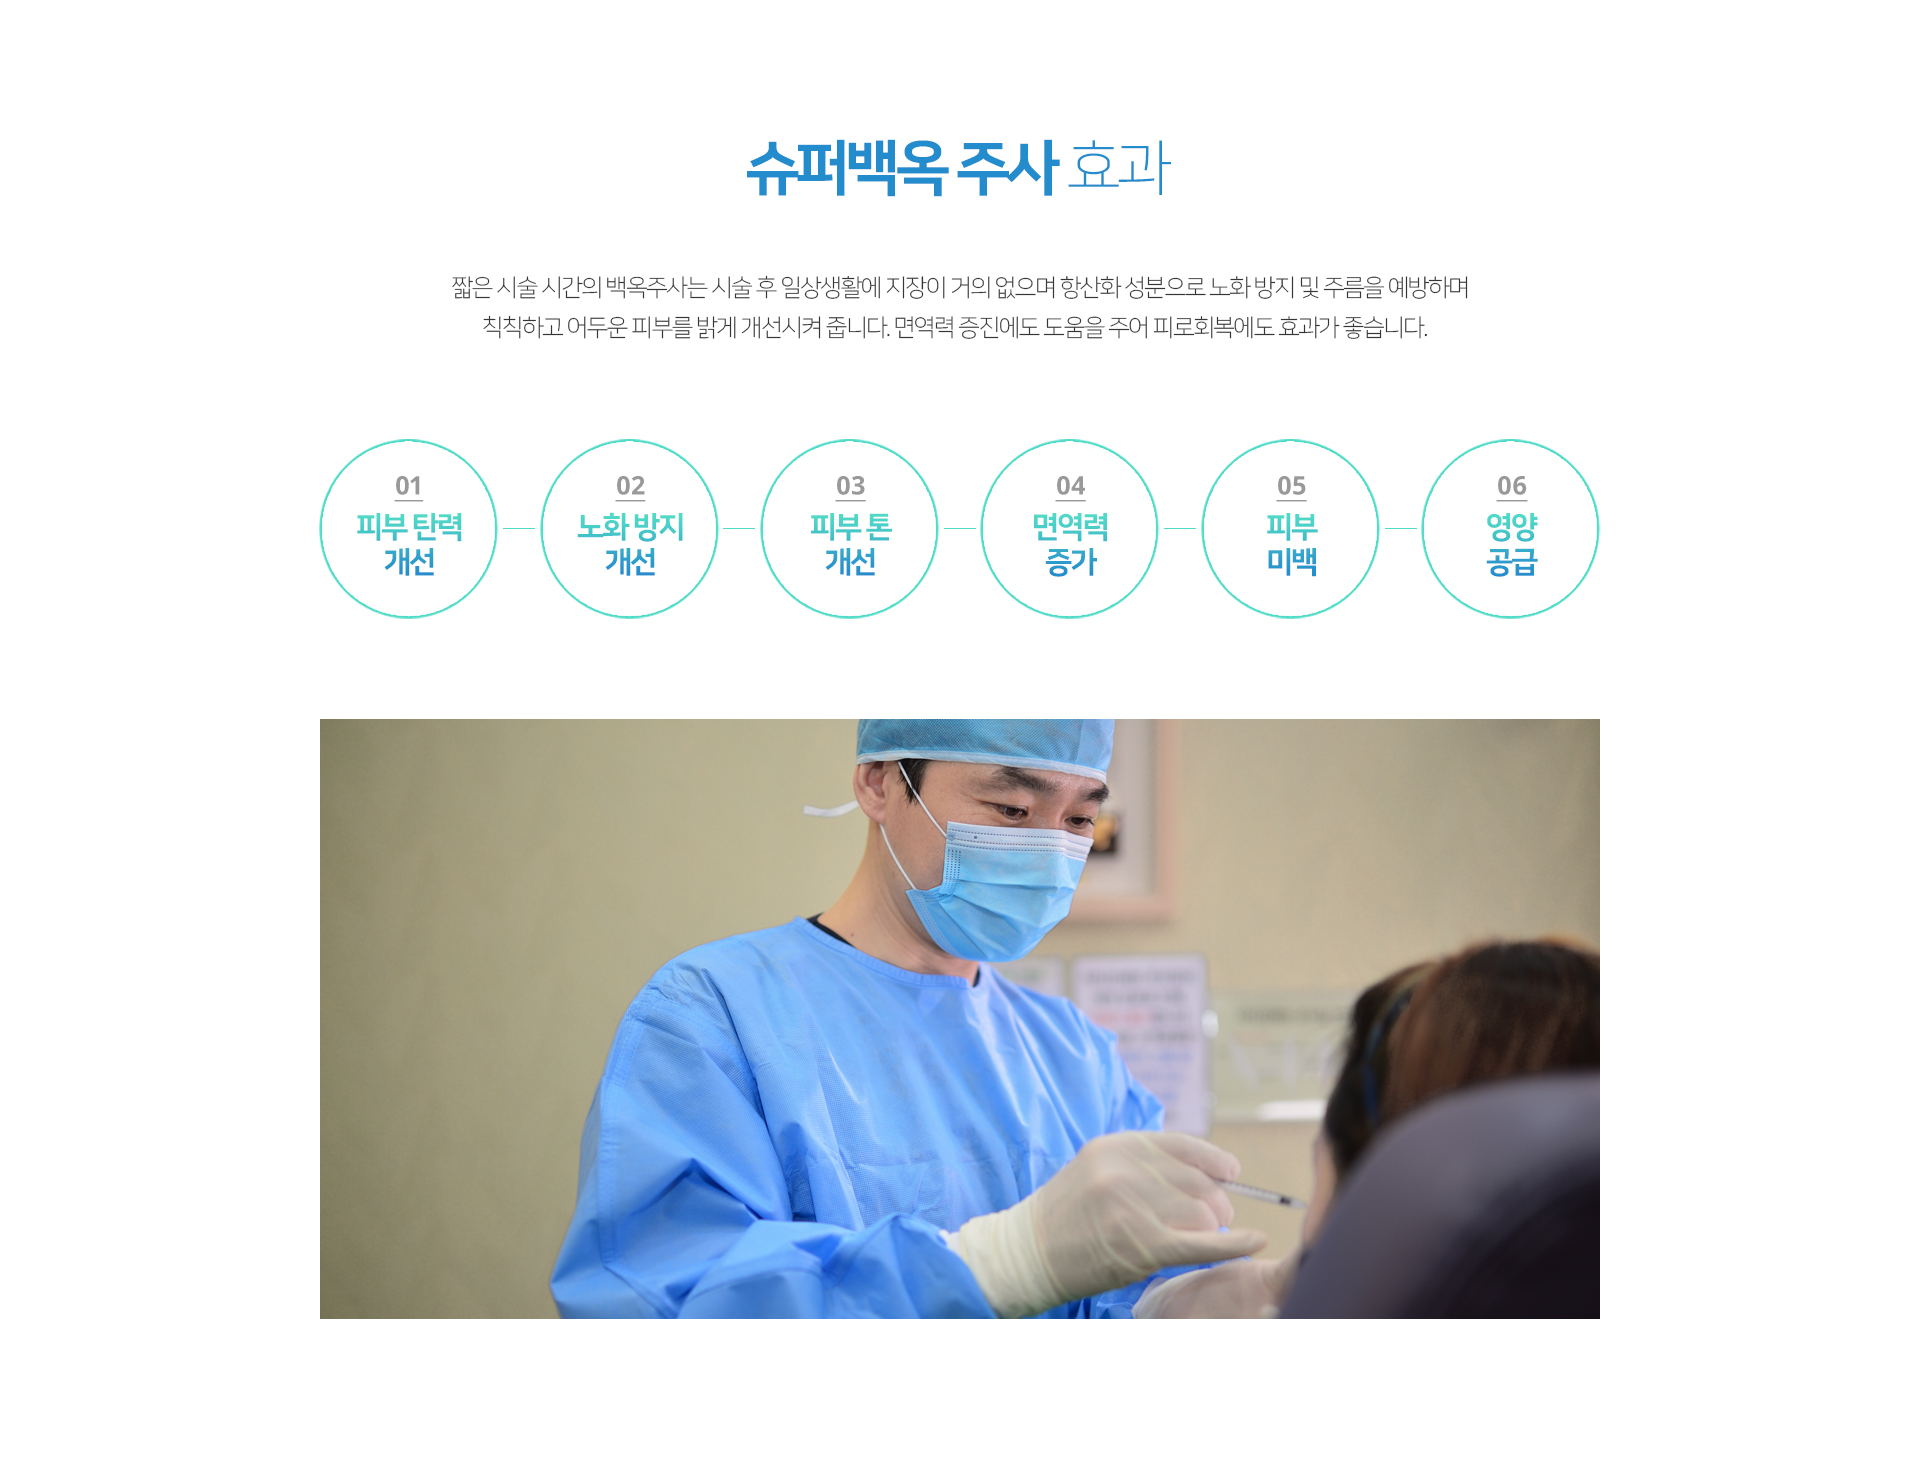 슈퍼백옥 주사 효과
짧은 시술 시간의 백옥주사는 시술 후 일상생활에 지장이 거의 없으며 항산화 성분으로 노화 방지 및 주름을 예방하며
칙칙하고 어두운 피부를 밝게 개선시켜 줍니다. 면역력 증진에도 도움을 주어 피로회복에도 효과가 좋습니다.
01
피부 탄력
개선
02
노화 방지
개선
03
피부 톤
개선
04
면역력
증가
05
피부
미백
06
영양
공급